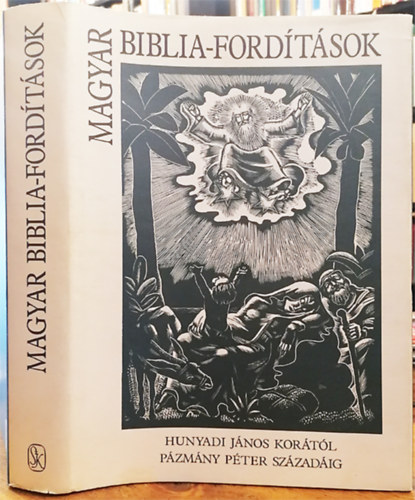 MAGYAR BIBLIA-FORDÍTÁSOK
MAGYAR
BIBLIA-FORDÍTÁSOK
HUNYADI JÁNOS KORÁTÓL
PÁZMÁNY PÉTER SZÁZADÁIG